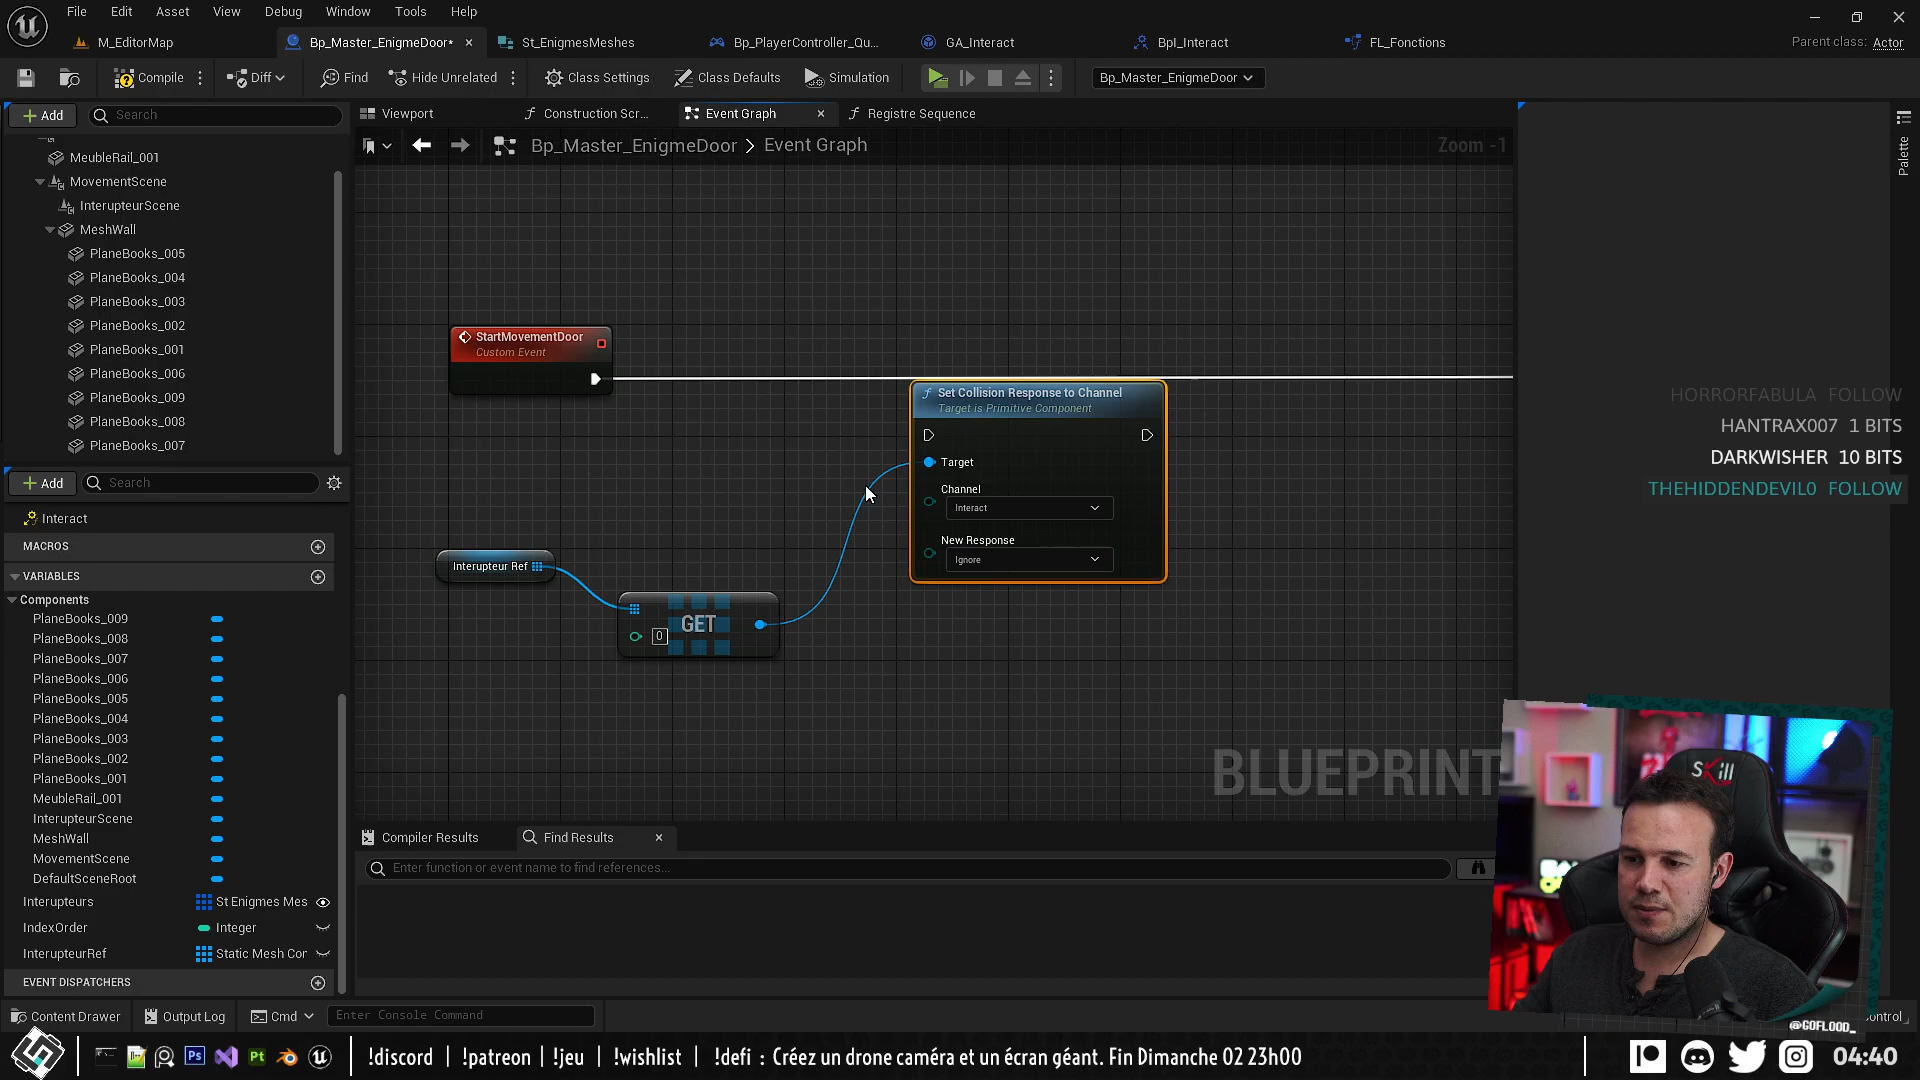 File Edit Asset View Debug Window Tools Help
M_EditorMap
Bp_Master_EnigmeDoor*
St_EnigmesMeshes
Bp_PlayerController_Qu...
GA_Interact
BpI_Interact
FL_Fonctions
Parent class: Actor
Compile
Diff
Find
Hide Unrelated
Class Settings
Class Defaults
Simulation
Bp_Master_EnigmeDoor
Add
Search
Viewport
Construction Scr...
Event Graph
Registre Sequence
Bp_Master_EnigmeDoor > Event Graph
Zoom -1
Palette
MeubleRail_001
MovementScene
InterupteurScene
MeshWall
PlaneBooks_005
PlaneBooks_004
PlaneBooks_003
PlaneBooks_002
PlaneBooks_001
PlaneBooks_006
PlaneBooks_009
PlaneBooks_008
PlaneBooks_007
Add
Search
Interact
MACROS
VARIABLES
Components
PlaneBooks_009
PlaneBooks_008
PlaneBooks_007
PlaneBooks_006
PlaneBooks_005
PlaneBooks_004
PlaneBooks_003
PlaneBooks_002
PlaneBooks_001
MeubleRail_001
InterupteurScene
MeshWall
MovementScene
DefaultSceneRoot
Interupteurs St Enigmes Mes
IndexOrder Integer
InterupteurRef Static Mesh Cor
EVENT DISPATCHERS
StartMovementDoor
Custom Event
Set Collision Response to Channel
Target is Primitive Component
Target
Channel
Interact
New Response
Ignore
Interupteur Ref
GET
0
BLUEPRINT
HORRORFABULA FOLLOW
HANTRAX007 1 BITS
DARKWISHER 10 BITS
THEHIDDENDEVIL0 FOLLOW
Compiler Results
Find Results
Enter function or event name to find references...
Content Drawer
Output Log
Cmd
Enter Console Command
ontrol
SKill
@GOFLOOD_
Ps
Pt
!discord | !patreon | !jeu | !wishlist | !defi : Créez un drone caméra et un écran géant. Fin Dimanche 02 23h00
04:40